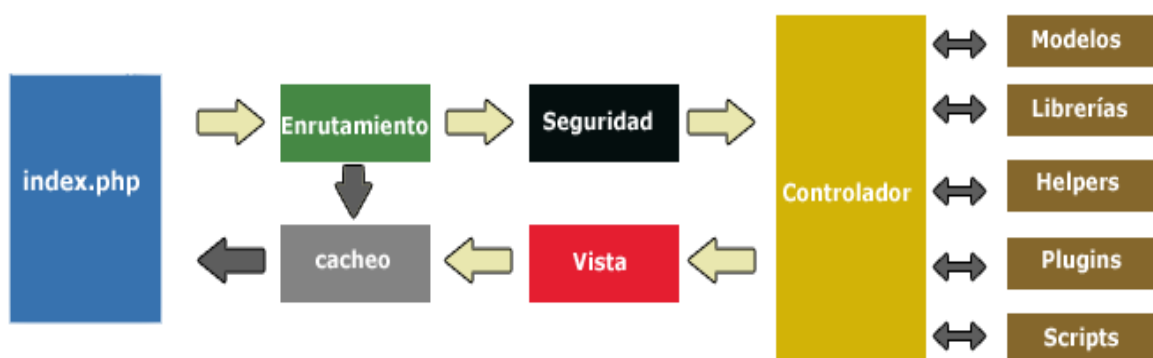 index.php
Enrutamiento
Seguridad
Controlador
Modelos
Librerías
Helpers
Plugins
Scripts
Vista
cacheo